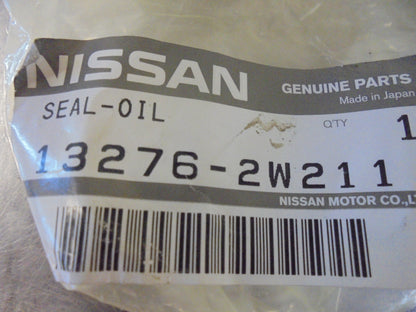 NISSAN
GENUINE PARTS
Made in Japan
SEAL-OIL
QTY 1
13276-2W211
NISSAN MOTOR CO.,LT